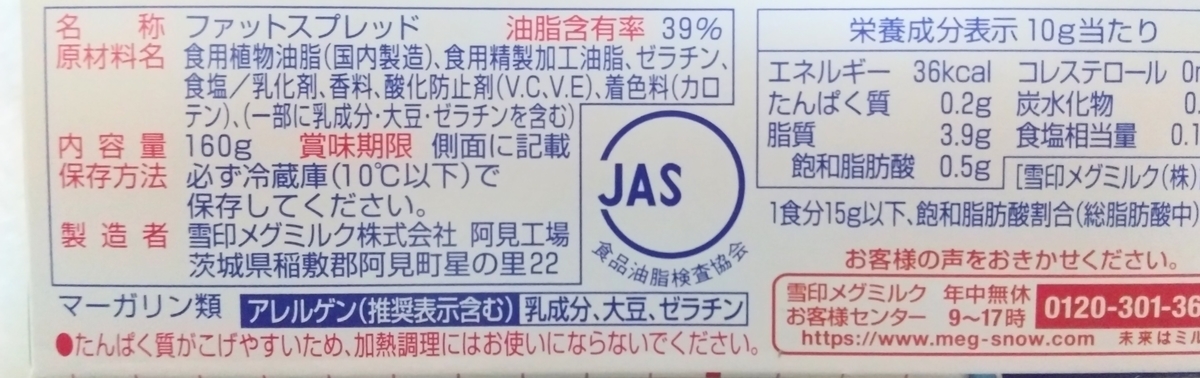 名称 ファットスプレッド 油脂含有率 39%
原材料名 食用植物油脂(国内製造)、食用精製加工油脂、ゼラチン、
食塩／乳化剤、香料、酸化防止剤(V.C、V.E)、着色料(カロ
テン)、(一部に乳成分・大豆・ゼラチンを含む)
内容量 160g 賞味期限 側面に記載
保存方法 必ず冷蔵庫(10℃以下)で
保存してください。
製造者 雪印メグミルク株式会社 阿見工場
茨城県稲敷郡阿見町星の里22
JAS
食品油脂検査協会
マーガリン類 アレルゲン(推奨表示含む) 乳成分、大豆、ゼラチン
●たんぱく質がこげやすいため、加熱調理にはお使いにならないでください。
栄養成分表示 10g当たり
エネルギー 36kcal コレステロール 0m
たんぱく質 0.2g 炭水化物 0
脂質 3.9g 食塩相当量 0.1
飽和脂肪酸 0.5g [雪印メグミルク(株)
1食分15g以下、飽和脂肪酸割合(総脂肪酸中)
お客様の声をおきかせください。
雪印メグミルク 年中無休
お客様センター 9〜17時 0120-301-36
https://www.meg-snow.com 未来はミル